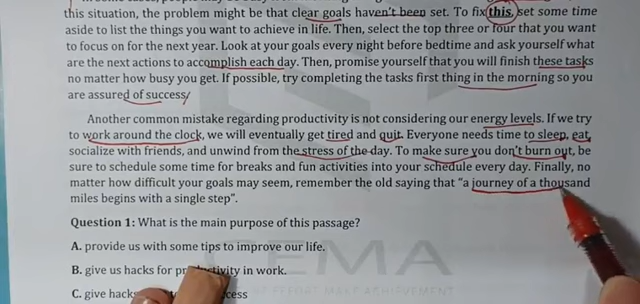 this situation, the problem might be that clear goals haven't been set. To fix this, set some time
aside to list the things you want to achieve in life. Then, select the top three or four that you want
to focus on for the next year. Look at your goals every night before bedtime and ask yourself what
are the next actions to accomplish each day. Then, promise yourself that you will finish these tasks
no matter how busy you get. If possible, try completing the tasks first thing in the morning so you
are assured of success.
Another common mistake regarding productivity is not considering our energy levels. If we try
to work around the clock, we will eventually get tired and quit. Everyone needs time to sleep, eat,
socialize with friends, and unwind from the stress of the day. To make sure you don't burn out, be
sure to schedule some time for breaks and fun activities into your schedule every day. Finally, no
matter how difficult your goals may seem, remember the old saying that "a journey of a thousand
miles begins with a single step".
Question 1: What is the main purpose of this passage?
A. provide us with some tips to improve our life.
B. give us hacks for productivity in work.
C. give hacks